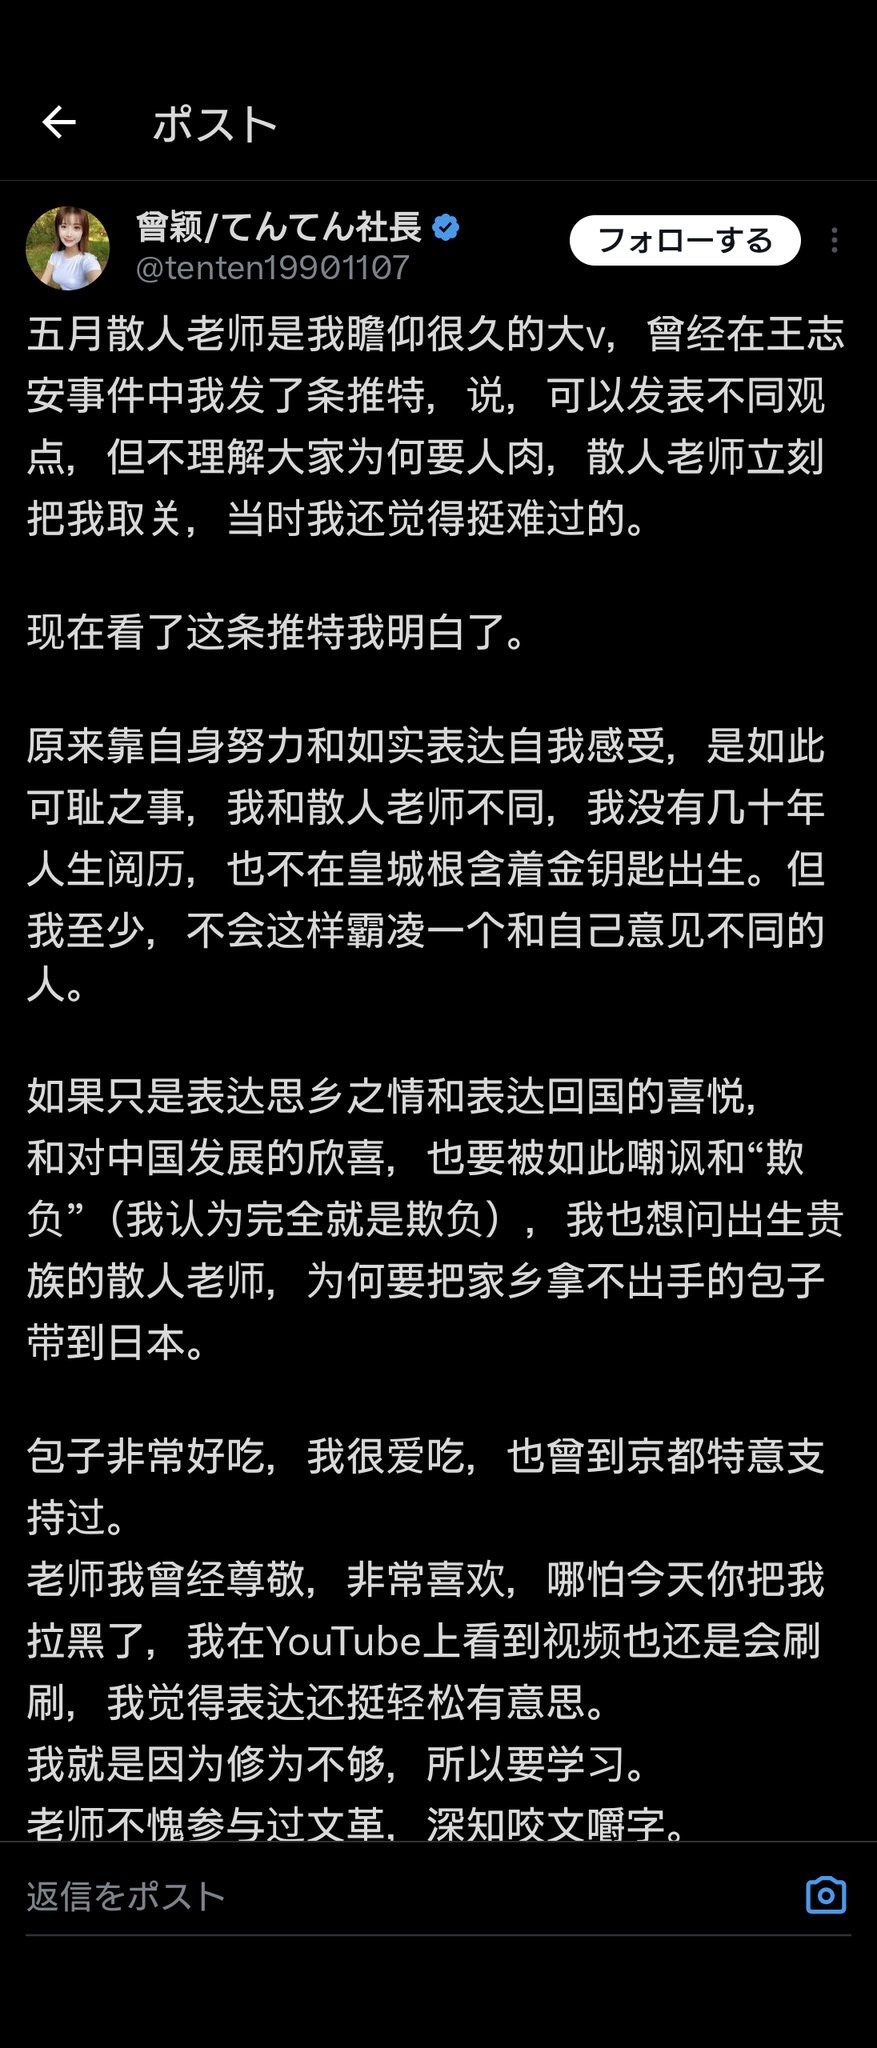 ポスト
曾颖/てんてん社長
フォローする
@tenten19901107
五月散人老师是我瞻仰很久的大v，曾经在王志
安事件中我发了条推特，说，可以发表不同观
点，但不理解大家为何要人肉，散人老师立刻
把我取关，当时我还觉得挺难过的。
现在看了这条推特我明白了。
原来靠自身努力和如实表达自我感受，是如此
可耻之事，我和散人老师不同，我没有几十年
人生阅历，也不在皇城根含着金钥匙出生。但
我至少，不会这样霸凌一个和自己意见不同的
人。
如果只是表达思乡之情和表达回国的喜悦，
和对中国发展的欣喜，也要被如此嘲讽和“欺
负”（我认为完全就是欺负），我也想问出生贵
族的散人老师，为何要把家乡拿不出手的包子
带到日本。
包子非常好吃，我很爱吃，也曾到京都特意支
持过。
老师我曾经尊敬，非常喜欢，哪怕今天你把我
拉黑了，我在YouTube上看到视频也还是会刷
刷，我觉得表达还挺轻松有意思。
我就是因为修为不够，所以要学习。
老师不愧参与过文革，深知咬文嚼字。
返信をポスト